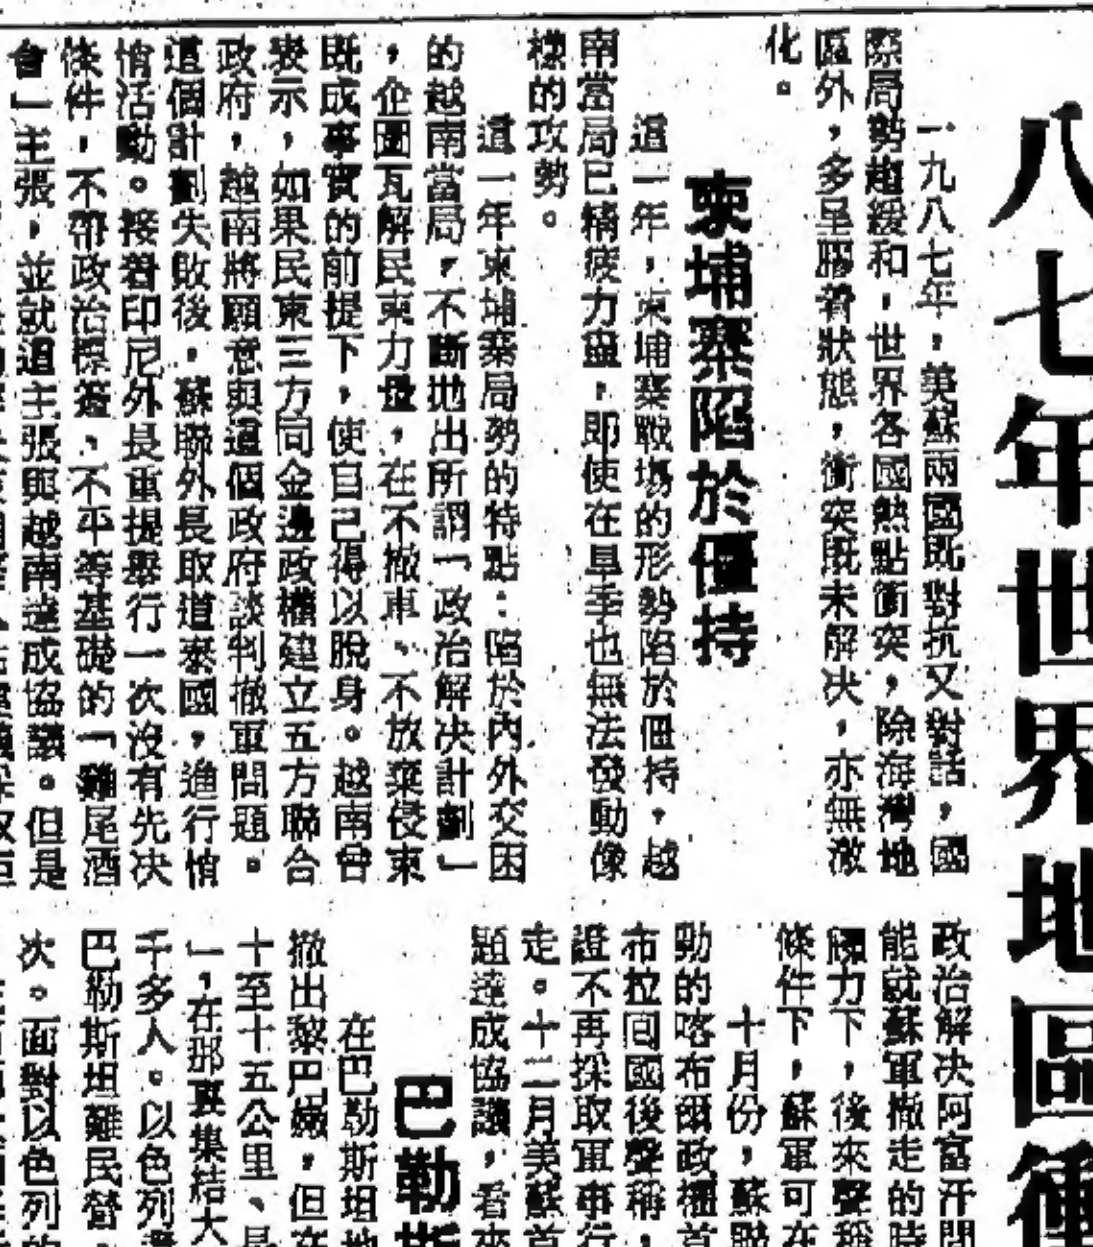 八七年世界地區衝
一九八七年，美蘇兩國既對抗又對話，國
際局勢趨緩和，世界各國熱點衝突，除海灣地
區外，多呈膠着狀態，衝突既未解决，亦無激
化。
柬埔寨陷於僵持
這一年，柬埔寨戰場的形勢陷於僵持，越
南當局已精疲力盡，即使在旱季也無法發動像
樣的攻勢。
這一年柬埔寨局勢的特點：陷於內外交困
的越南當局，不斷地出所謂「政治解决計劃」
，企圖瓦解民柬力量，在不撤軍、不放棄侵柬
既成事實的前提下，使自己得以脫身。越南曾
表示，如果民柬三方同金邊政權建立五方聯合
政府，越南將願意與這個政府談判撤軍問題。
這個計劃失敗後，蘇聯外長取道泰國，進行
情活動。接着印尼外長重提舉行一次沒有先决
條件，不帶政治標簽、不平等基礎的「雞尾酒
會」主張，並就這主張與越南達成協議。但是
政治解决阿富汗問
能就蘇軍撤走的時
力下，後來聲稱
條件下，蘇軍可在
十月份，蘇聯
勳的喀布爾政權首
布拉回國後聲稱
證不再採取軍事行
走。十二月美蘇首
題達成協議，看來
巴勒斯
在巴勒斯坦地
撤出黎巴嫩，但在
十至十五公里、長
，在那裏集結大
千多人。以色列
巴勒斯坦難民營
次。面對以色列的